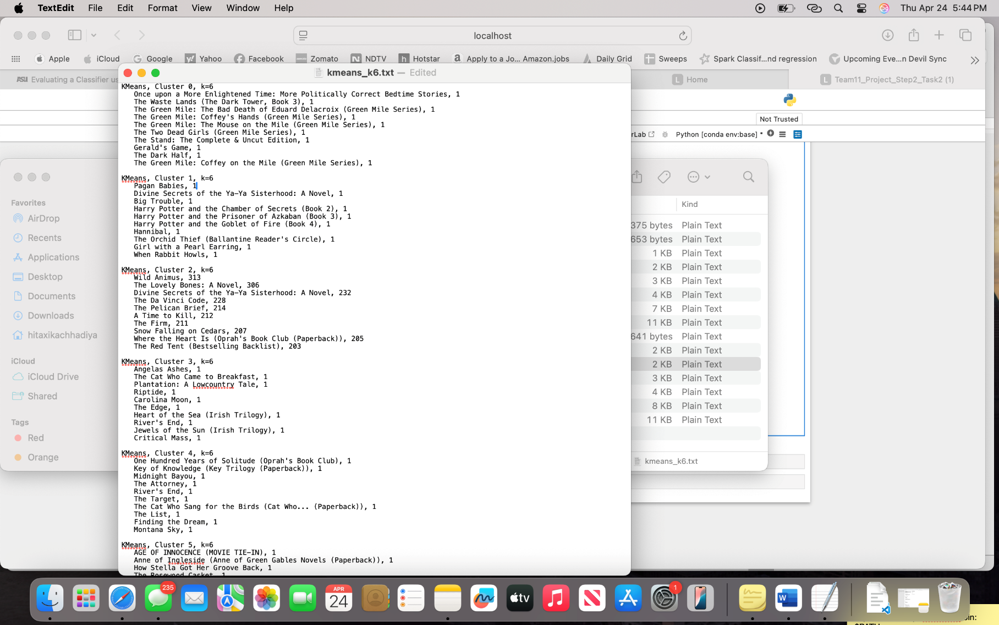 TextEdit File Edit Format View Window Help Thu Apr 24 5:44 PM
localhost
Apple iCloud Google Yahoo Facebook Zomato NDTV Hotstar Apply to a Jo... Amazon.jobs Daily Grid Sweeps Spark Classif...nd regression Upcoming Eve...n Devil Sync
ASU Evaluating a Classifier us
Home
Team11_Project_Step2_Task2 (1)
Not Trusted
rLab Python [conda env:base] *
kmeans_k6.txt — Edited
KMeans, Cluster 0, k=6
Once upon a More Enlightened Time: More Politically Correct Bedtime Stories, 1
The Waste Lands (The Dark Tower, Book 3), 1
The Green Mile: The Bad Death of Eduard Delacroix (Green Mile Series), 1
The Green Mile: Coffey's Hands (Green Mile Series), 1
The Green Mile: The Mouse on the Mile (Green Mile Series), 1
The Two Dead Girls (Green Mile Series), 1
The Stand: The Complete & Uncut Edition, 1
Gerald's Game, 1
The Dark Half, 1
The Green Mile: Coffey on the Mile (Green Mile Series), 1
KMeans, Cluster 1, k=6
Pagan Babies, 1
Divine Secrets of the Ya-Ya Sisterhood: A Novel, 1
Big Trouble, 1
Harry Potter and the Chamber of Secrets (Book 2), 1
Harry Potter and the Prisoner of Azkaban (Book 3), 1
Harry Potter and the Goblet of Fire (Book 4), 1
Hannibal, 1
The Orchid Thief (Ballantine Reader's Circle), 1
Girl with a Pearl Earring, 1
When Rabbit Howls, 1
KMeans, Cluster 2, k=6
Wild Animus, 313
The Lovely Bones: A Novel, 306
Divine Secrets of the Ya-Ya Sisterhood: A Novel, 232
The Da Vinci Code, 228
The Pelican Brief, 214
A Time to Kill, 212
The Firm, 211
Snow Falling on Cedars, 207
Where the Heart Is (Oprah's Book Club (Paperback)), 205
The Red Tent (Bestselling Backlist), 203
KMeans, Cluster 3, k=6
Angelas Ashes, 1
The Cat Who Came to Breakfast, 1
Plantation: A Lowcountry Tale, 1
Riptide, 1
Carolina Moon, 1
The Edge, 1
Heart of the Sea (Irish Trilogy), 1
River's End, 1
Jewels of the Sun (Irish Trilogy), 1
Critical Mass, 1
KMeans, Cluster 4, k=6
One Hundred Years of Solitude (Oprah's Book Club), 1
Key of Knowledge (Key Trilogy (Paperback)), 1
Midnight Bayou, 1
The Attorney, 1
River's End, 1
The Target, 1
The Cat Who Sang for the Birds (Cat Who... (Paperback)), 1
The List, 1
Finding the Dream, 1
Montana Sky, 1
KMeans, Cluster 5, k=6
AGE OF INNOCENCE (MOVIE TIE-IN), 1
Anne of Ingleside (Anne of Green Gables Novels (Paperback)), 1
How Stella Got Her Groove Back, 1
The Rosewood Casket, 1
Favorites
AirDrop
Recents
Applications
Desktop
Documents
Downloads
hitaxikachhadiya
iCloud
iCloud Drive
Shared
Tags
Red
Orange
Kind
375 bytes Plain Text
653 bytes Plain Text
1 KB Plain Text
2 KB Plain Text
3 KB Plain Text
4 KB Plain Text
7 KB Plain Text
11 KB Plain Text
641 bytes Plain Text
2 KB Plain Text
2 KB Plain Text
3 KB Plain Text
4 KB Plain Text
8 KB Plain Text
11 KB Plain Text
kmeans_k6.txt
235
APR
24
tv
1
W